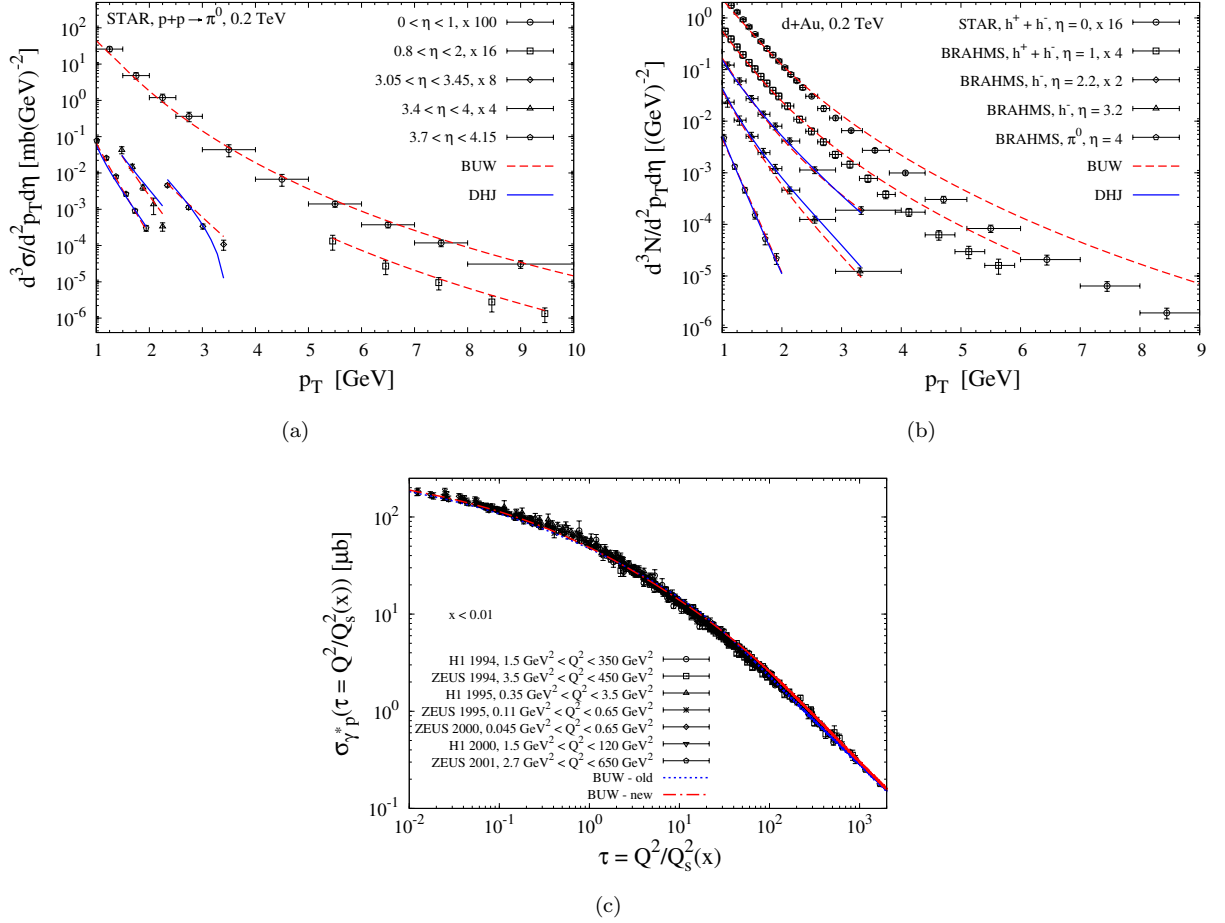 STAR, p+p → π⁰, 0.2 TeV
0 < η < 1, x 100
0.8 < η < 2, x 16
3.05 < η < 3.45, x 8
3.4 < η < 4, x 4
3.7 < η < 4.15
BUW
DHJ
d³σ/d²p_T dη [mb(GeV)⁻²]
10²
10¹
10⁰
10⁻¹
10⁻²
10⁻³
10⁻⁴
10⁻⁵
10⁻⁶
1 2 3 4 5 6 7 8 9 10
p_T [GeV]
(a)
d+Au, 0.2 TeV
STAR, h⁺ + h⁻, η = 0, x 16
BRAHMS, h⁺ + h⁻, η = 1, x 4
BRAHMS, h⁻, η = 2.2, x 2
BRAHMS, h⁻, η = 3.2
BRAHMS, π⁰, η = 4
BUW
DHJ
d³N/d²p_T dη [(GeV)⁻²]
10⁰
10⁻¹
10⁻²
10⁻³
10⁻⁴
10⁻⁵
10⁻⁶
1 2 3 4 5 6 7 8 9
p_T [GeV]
(b)
σ_γ*p(τ = Q²/Q_s²(x)) [μb]
10²
10¹
10⁰
10⁻¹
x < 0.01
H1 1994, 1.5 GeV² < Q² < 350 GeV²
ZEUS 1994, 3.5 GeV² < Q² < 450 GeV²
H1 1995, 0.35 GeV² < Q² < 3.5 GeV²
ZEUS 1995, 0.11 GeV² < Q² < 0.65 GeV²
ZEUS 2000, 0.045 GeV² < Q² < 0.65 GeV²
H1 2000, 1.5 GeV² < Q² < 120 GeV²
ZEUS 2001, 2.7 GeV² < Q² < 650 GeV²
BUW - old
BUW - new
10⁻² 10⁻¹ 10⁰ 10¹ 10² 10³
τ = Q²/Q_s²(x)
(c)